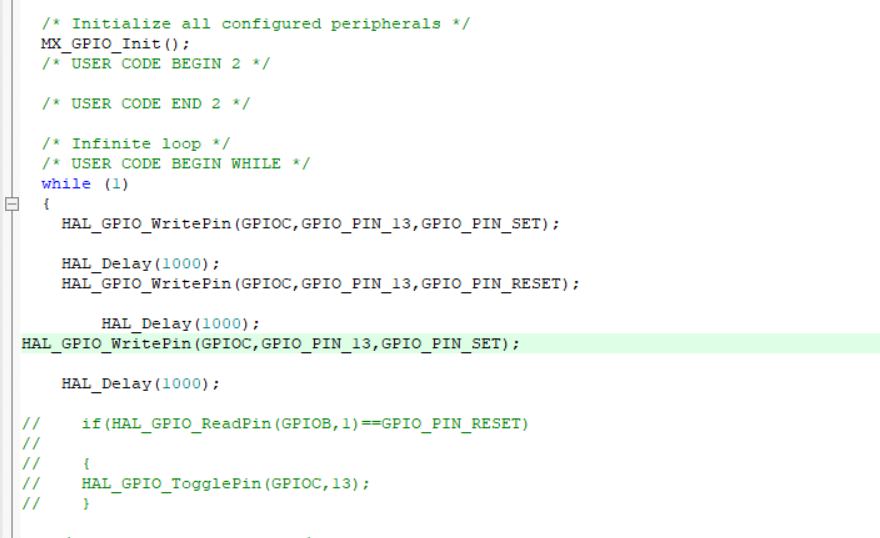 /* Initialize all configured peripherals */
MX_GPIO_Init();
/* USER CODE BEGIN 2 */
/* USER CODE END 2 */
/* Infinite loop */
/* USER CODE BEGIN WHILE */
while (1)
{
HAL_GPIO_WritePin(GPIOC,GPIO_PIN_13,GPIO_PIN_SET);
HAL_Delay(1000);
HAL_GPIO_WritePin(GPIOC,GPIO_PIN_13,GPIO_PIN_RESET);
HAL_Delay(1000);
HAL_GPIO_WritePin(GPIOC,GPIO_PIN_13,GPIO_PIN_SET);
HAL_Delay(1000);
// if(HAL_GPIO_ReadPin(GPIOB,1)==GPIO_PIN_RESET)
//
// {
// HAL_GPIO_TogglePin(GPIOC,13);
// }